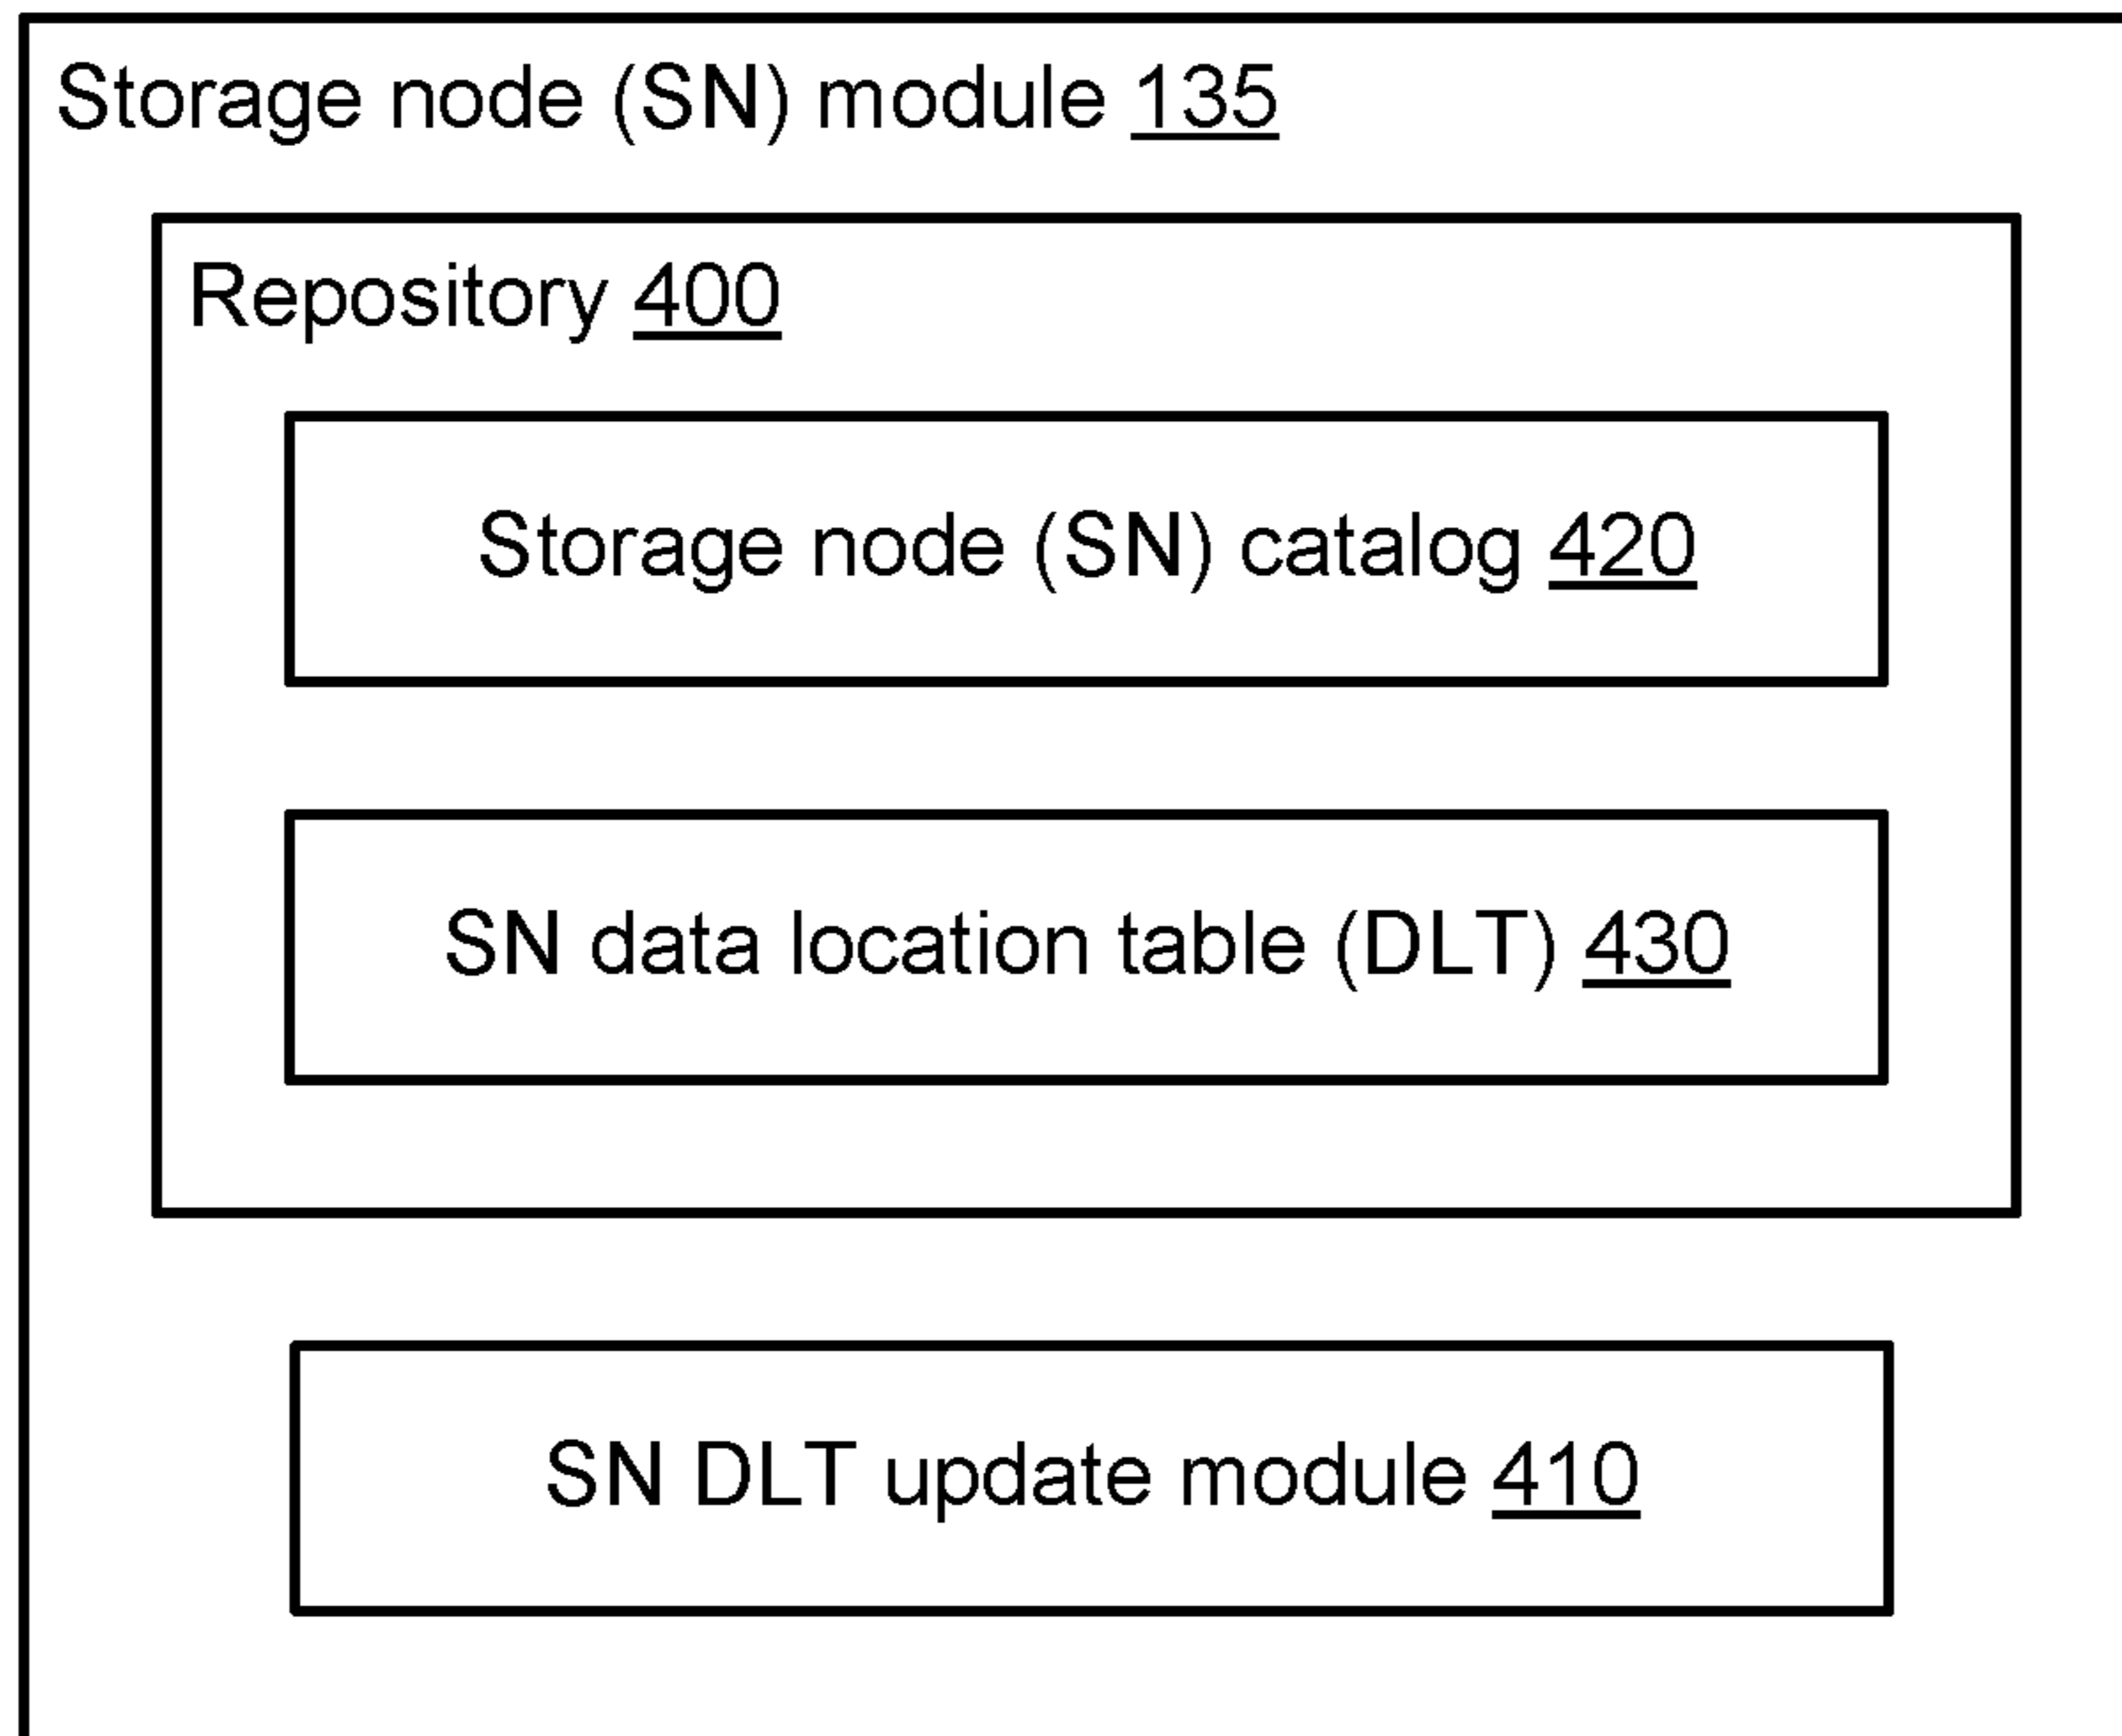 Storage node (SN) module 135
Repository 400
Storage node (SN) catalog 420
SN data location table (DLT) 430
SN DLT update module 410